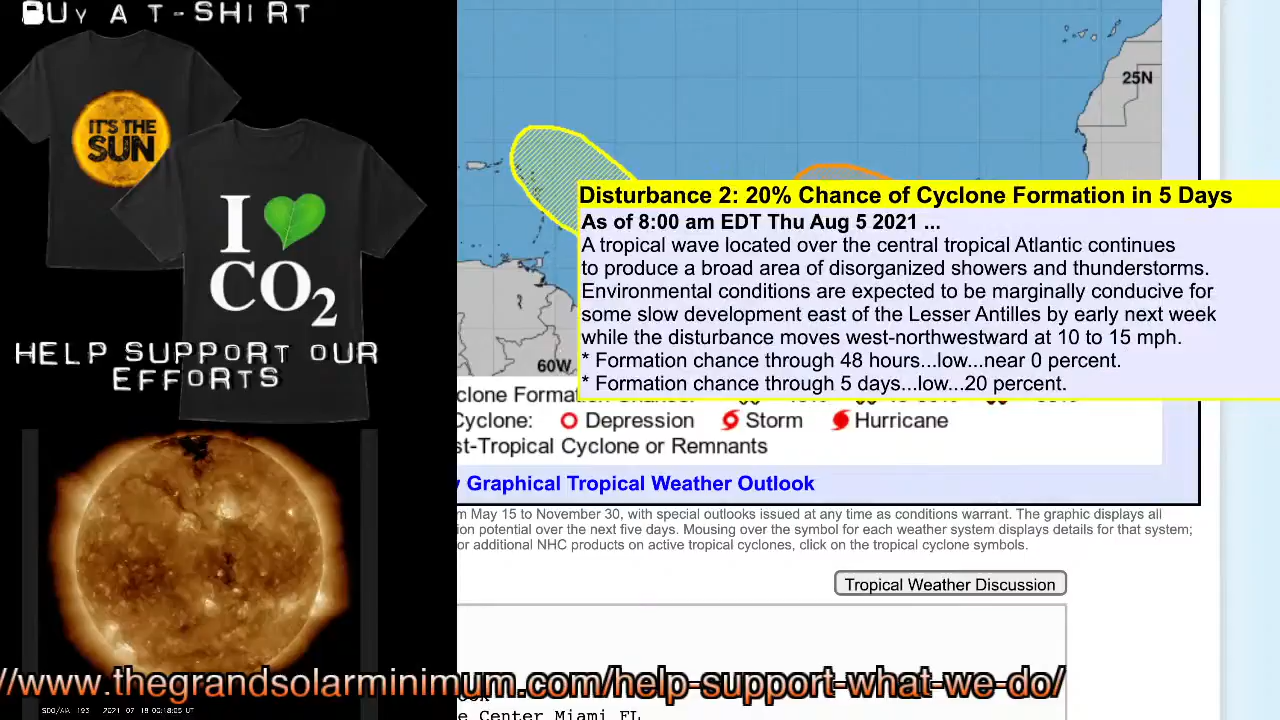 BUY A T-SHIRT
IT'S THE
SUN
I
CO2
HELP SUPPORT OUR
EFFORTS
25N
Disturbance 2: 20% Chance of Cyclone Formation in 5 Days
As of 8:00 am EDT Thu Aug 5 2021 ...
A tropical wave located over the central tropical Atlantic continues
to produce a broad area of disorganized showers and thunderstorms.
Environmental conditions are expected to be marginally conducive for
some slow development east of the Lesser Antilles by early next week
while the disturbance moves west-northwestward at 10 to 15 mph.
* Formation chance through 48 hours...low...near 0 percent.
* Formation chance through 5 days...low...20 percent.
60W
Cyclone: Depression Storm Hurricane
st-Tropical Cyclone or Remnants
y Graphical Tropical Weather Outlook
m May 15 to November 30, with special outlooks issued at any time as conditions warrant. The graphic displays all
ion potential over the next five days. Mousing over the symbol for each weather system displays details for that system;
or additional NHC products on active tropical cyclones, click on the tropical cyclone symbols.
Tropical Weather Discussion
//www.thegrandsolarminimum.com/help-support-what-we-do/
e Center Miami FL